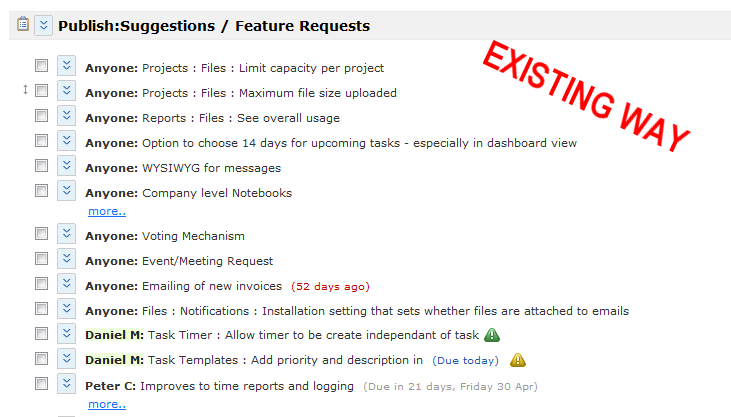 Publish:Suggestions / Feature Requests
EXISTING WAY
Anyone: Projects : Files : Limit capacity per project
Anyone: Projects : Files : Maximum file size uploaded
Anyone: Reports : Files : See overall usage
Anyone: Option to choose 14 days for upcoming tasks - especially in dashboard view
Anyone: WYSIWYG for messages
Anyone: Company level Notebooks
more..
Anyone: Voting Mechanism
Anyone: Event/Meeting Request
Anyone: Emailing of new invoices (52 days ago)
Anyone: Files : Notifications : Installation setting that sets whether files are attached to emails
Daniel M: Task Timer : Allow timer to be create independant of task
Daniel M: Task Templates : Add priority and description in (Due today)
Peter C: Improves to time reports and logging (Due in 21 days, Friday 30 Apr)
more..